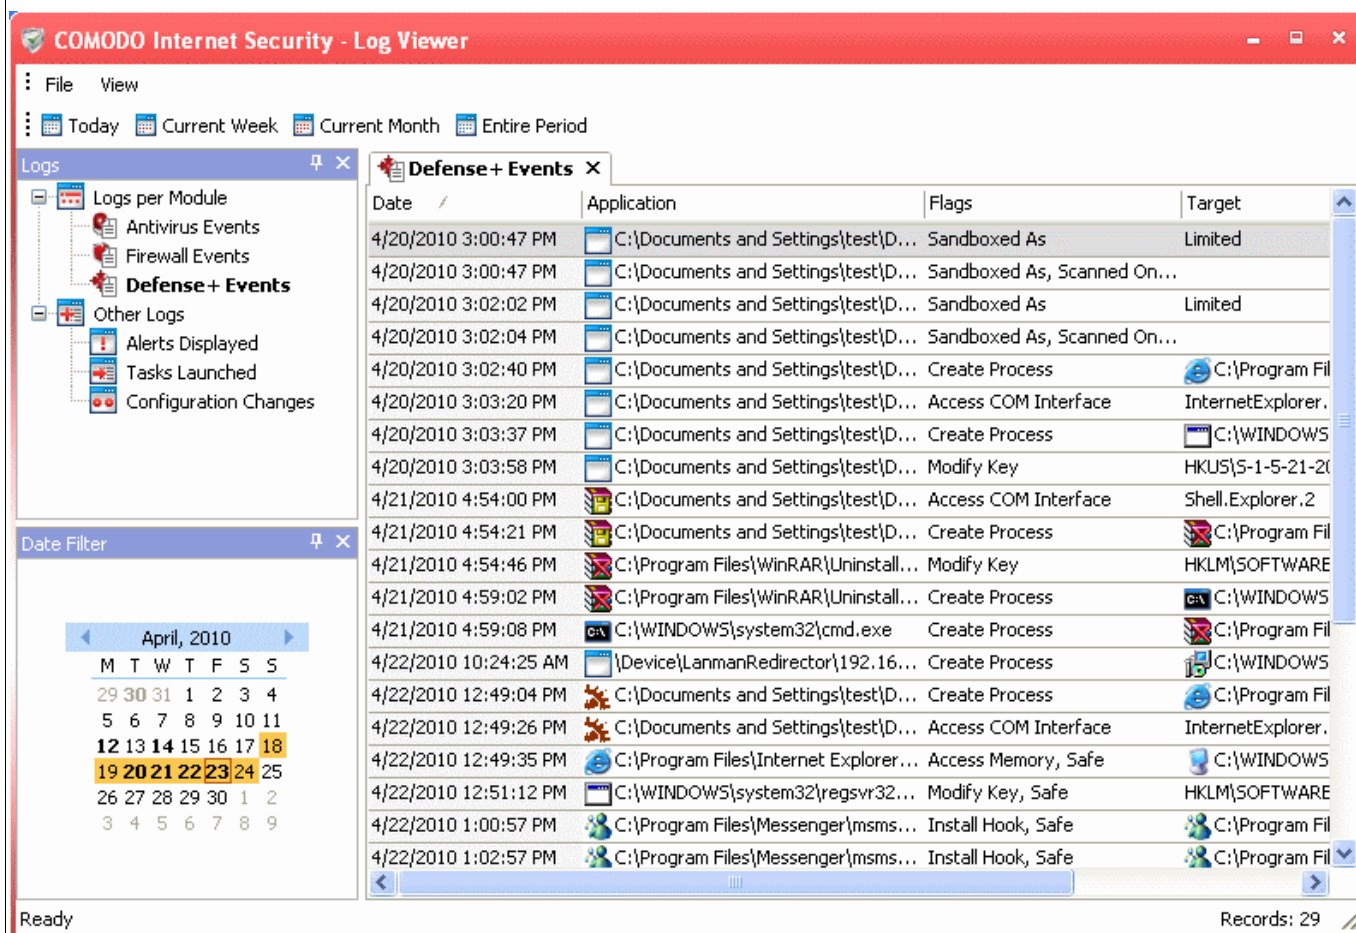 COMODO Internet Security - Log Viewer
File View
Today Current Week Current Month Entire Period
Logs
Logs per Module
Antivirus Events
Firewall Events
Defense+ Events
Other Logs
Alerts Displayed
Tasks Launched
Configuration Changes
Date Filter
April, 2010
M T W T F S S
29 30 31 1 2 3 4
5 6 7 8 9 10 11
12 13 14 15 16 17 18
19 20 21 22 23 24 25
26 27 28 29 30 1 2
3 4 5 6 7 8 9
Defense+ Events
Date Application Flags Target
4/20/2010 3:00:47 PM C:\Documents and Settings\test\D... Sandboxed As Limited
4/20/2010 3:00:47 PM C:\Documents and Settings\test\D... Sandboxed As, Scanned On...
4/20/2010 3:02:02 PM C:\Documents and Settings\test\D... Sandboxed As Limited
4/20/2010 3:02:04 PM C:\Documents and Settings\test\D... Sandboxed As, Scanned On...
4/20/2010 3:02:40 PM C:\Documents and Settings\test\D... Create Process C:\Program Fil
4/20/2010 3:03:20 PM C:\Documents and Settings\test\D... Access COM Interface InternetExplorer.
4/20/2010 3:03:37 PM C:\Documents and Settings\test\D... Create Process C:\WINDOWS
4/20/2010 3:03:58 PM C:\Documents and Settings\test\D... Modify Key HKUS\S-1-5-21-20
4/21/2010 4:54:00 PM C:\Documents and Settings\test\D... Access COM Interface Shell.Explorer.2
4/21/2010 4:54:21 PM C:\Documents and Settings\test\D... Create Process C:\Program Fil
4/21/2010 4:54:46 PM C:\Program Files\WinRAR\Uninstall... Modify Key HKLM\SOFTWARE
4/21/2010 4:59:02 PM C:\Program Files\WinRAR\Uninstall... Create Process C:\WINDOWS
4/21/2010 4:59:08 PM C:\WINDOWS\system32\cmd.exe Create Process C:\Program Fil
4/22/2010 10:24:25 AM \Device\LanmanRedirector\192.16... Create Process C:\WINDOWS
4/22/2010 12:49:04 PM C:\Documents and Settings\test\D... Create Process C:\Program Fil
4/22/2010 12:49:26 PM C:\Documents and Settings\test\D... Access COM Interface InternetExplorer.
4/22/2010 12:49:35 PM C:\Program Files\Internet Explorer... Access Memory, Safe C:\WINDOWS
4/22/2010 12:51:12 PM C:\WINDOWS\system32\regsvr32... Modify Key, Safe HKLM\SOFTWARE
4/22/2010 1:00:57 PM C:\Program Files\Messenger\msms... Install Hook, Safe C:\Program Fil
4/22/2010 1:02:57 PM C:\Program Files\Messenger\msms... Install Hook, Safe C:\Program Fil
Ready Records: 29